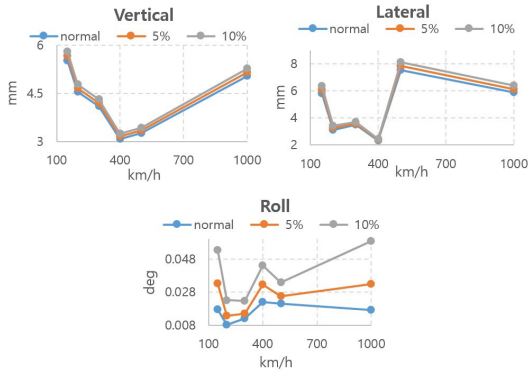 Vertical
normal 5% 10%
6
4.5
3
mm
100 400 700 1000
km/h
Lateral
normal 5% 10%
8
6
4
2
mm
100 400 700 1000
km/h
Roll
normal 5% 10%
0.048
0.028
0.008
deg
100 400 700 1000
km/h